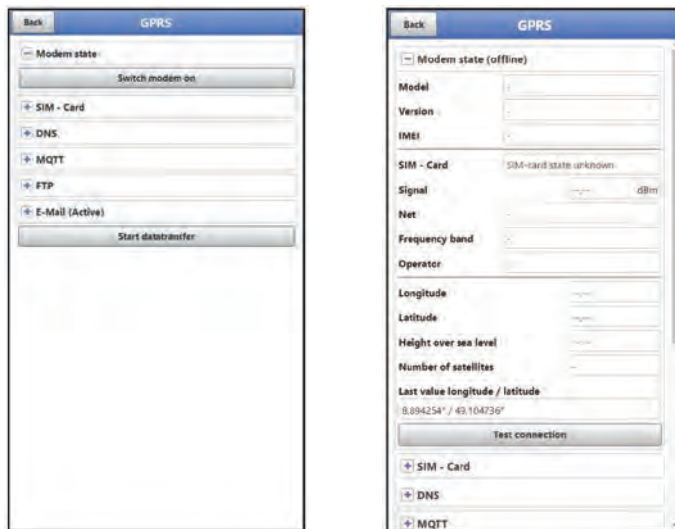 Back
GPRS
Modem state
Switch modem on
SIM - Card
DNS
MQTT
FTP
E-Mail (Active)
Start datatransfer
Back
GPRS
Modem state (offline)
Model -
Version -
IMEI -
SIM - Card SIM-card state unknown
Signal --,-- dBm
Net -
Frequency band -
Operator -
Longitude --,--
Latitude --,--
Height over sea level --,--
Number of satellites -
Last value longitude / latitude
8.894254° / 49.104736°
Test connection
SIM - Card
DNS
MQTT